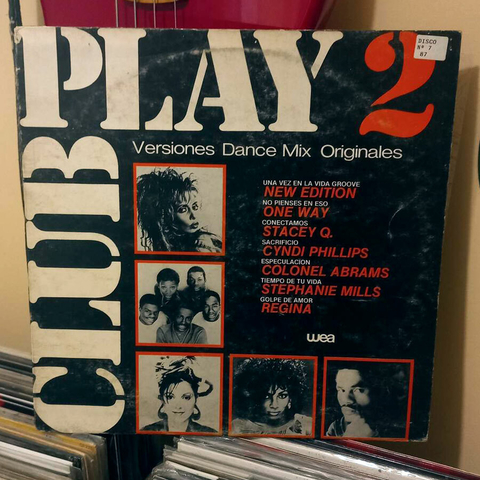 PLAY 2
CLUB
DISCO
Nº 7
87
Versiones Dance Mix Originales
UNA VEZ EN LA VIDA GROOVE
NEW EDITION
NO PIENSES EN ESO
ONE WAY
CONECTAMOS
STACEY Q.
SACRIFICIO
CYNDI PHILLIPS
ESPECULACION
COLONEL ABRAMS
TIEMPO DE TU VIDA
STEPHANIE MILLS
GOLPE DE AMOR
REGINA
wea